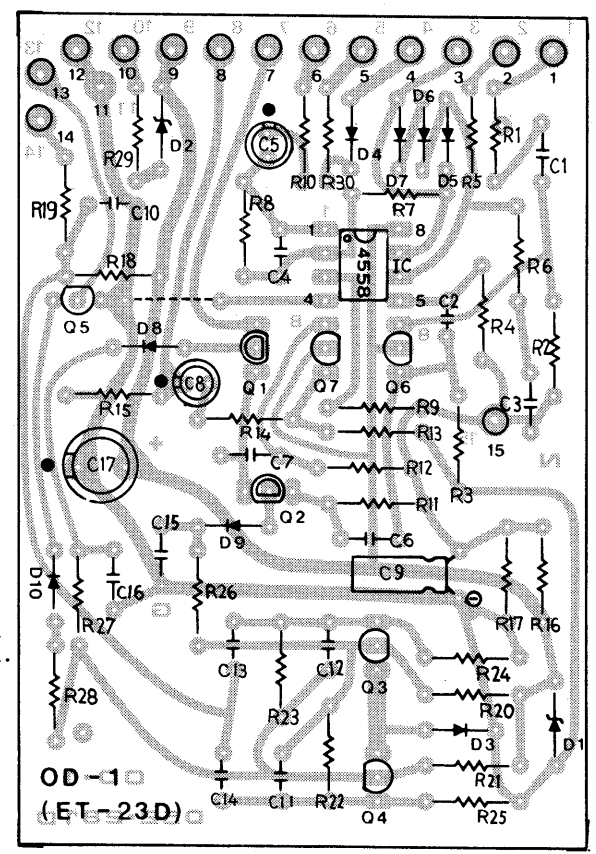 12 10 9 8 7 6 5 4 3 2 1
13
11
14
R29 D2 C5 R10 R30 D4 D6 D7 D5 R5 R1 C1
R19 C10 R8 R7
1 8
4558 IC
C4 R6
R18
4 5
Q5 C2 R4 R2
D8
Q1 Q7 Q6
C8
R15 R9 C3
R14 R13 15
C17 C7 R12 R3
Q2 R11
C15 D9 C6
C9
D10 C16 R26 R17 R16
R27
C13 C12 R24
R28 R23 Q3 R20
D3 D1
OD-1 R21
(ET-23D) C14 C11 R22 Q4 R25